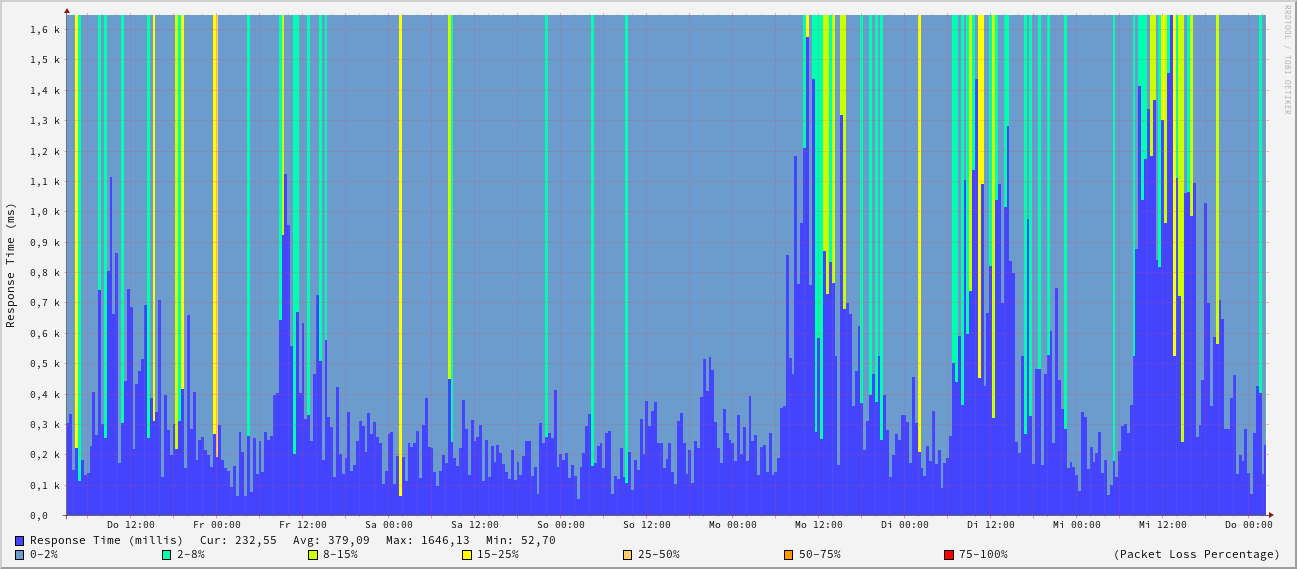 RRDTOOL / TOBI OETIKER
Response Time (ms)
1,6 k
1,5 k
1,4 k
1,3 k
1,2 k
1,1 k
1,0 k
0,9 k
0,8 k
0,7 k
0,6 k
0,5 k
0,4 k
0,3 k
0,2 k
0,1 k
0,0
Do 12:00 Fr 00:00 Fr 12:00 Sa 00:00 Sa 12:00 So 00:00 So 12:00 Mo 00:00 Mo 12:00 Di 00:00 Di 12:00 Mi 00:00 Mi 12:00 Do 00:00
Response Time (millis) Cur: 232,55 Avg: 379,09 Max: 1646,13 Min: 52,70
0-2% 2-8% 8-15% 15-25% 25-50% 50-75% 75-100% (Packet Loss Percentage)